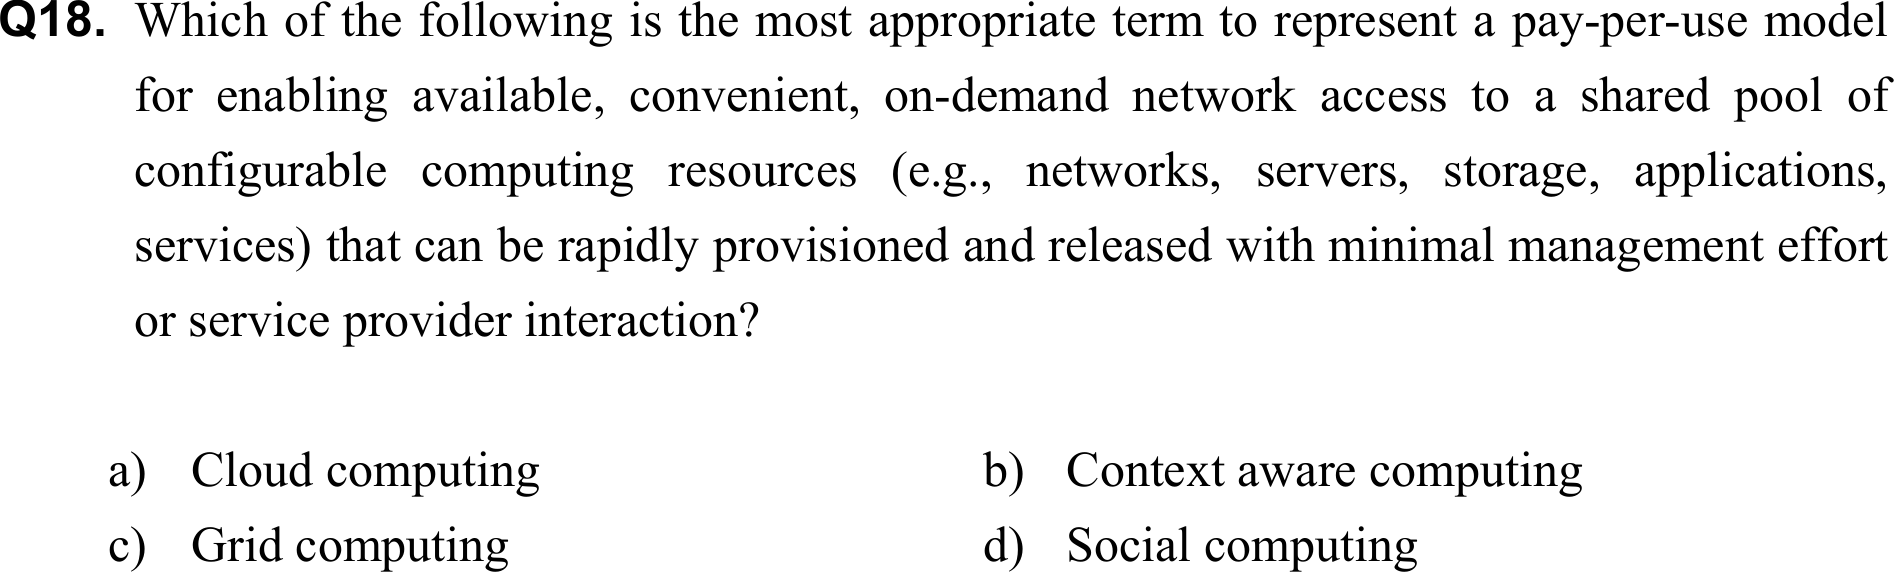 Q18. Which of the following is the most appropriate term to represent a pay-per-use model
for enabling available, convenient, on-demand network access to a shared pool of
configurable computing resources (e.g., networks, servers, storage, applications,
services) that can be rapidly provisioned and released with minimal management effort
or service provider interaction?
a) Cloud computing b) Context aware computing
c) Grid computing d) Social computing